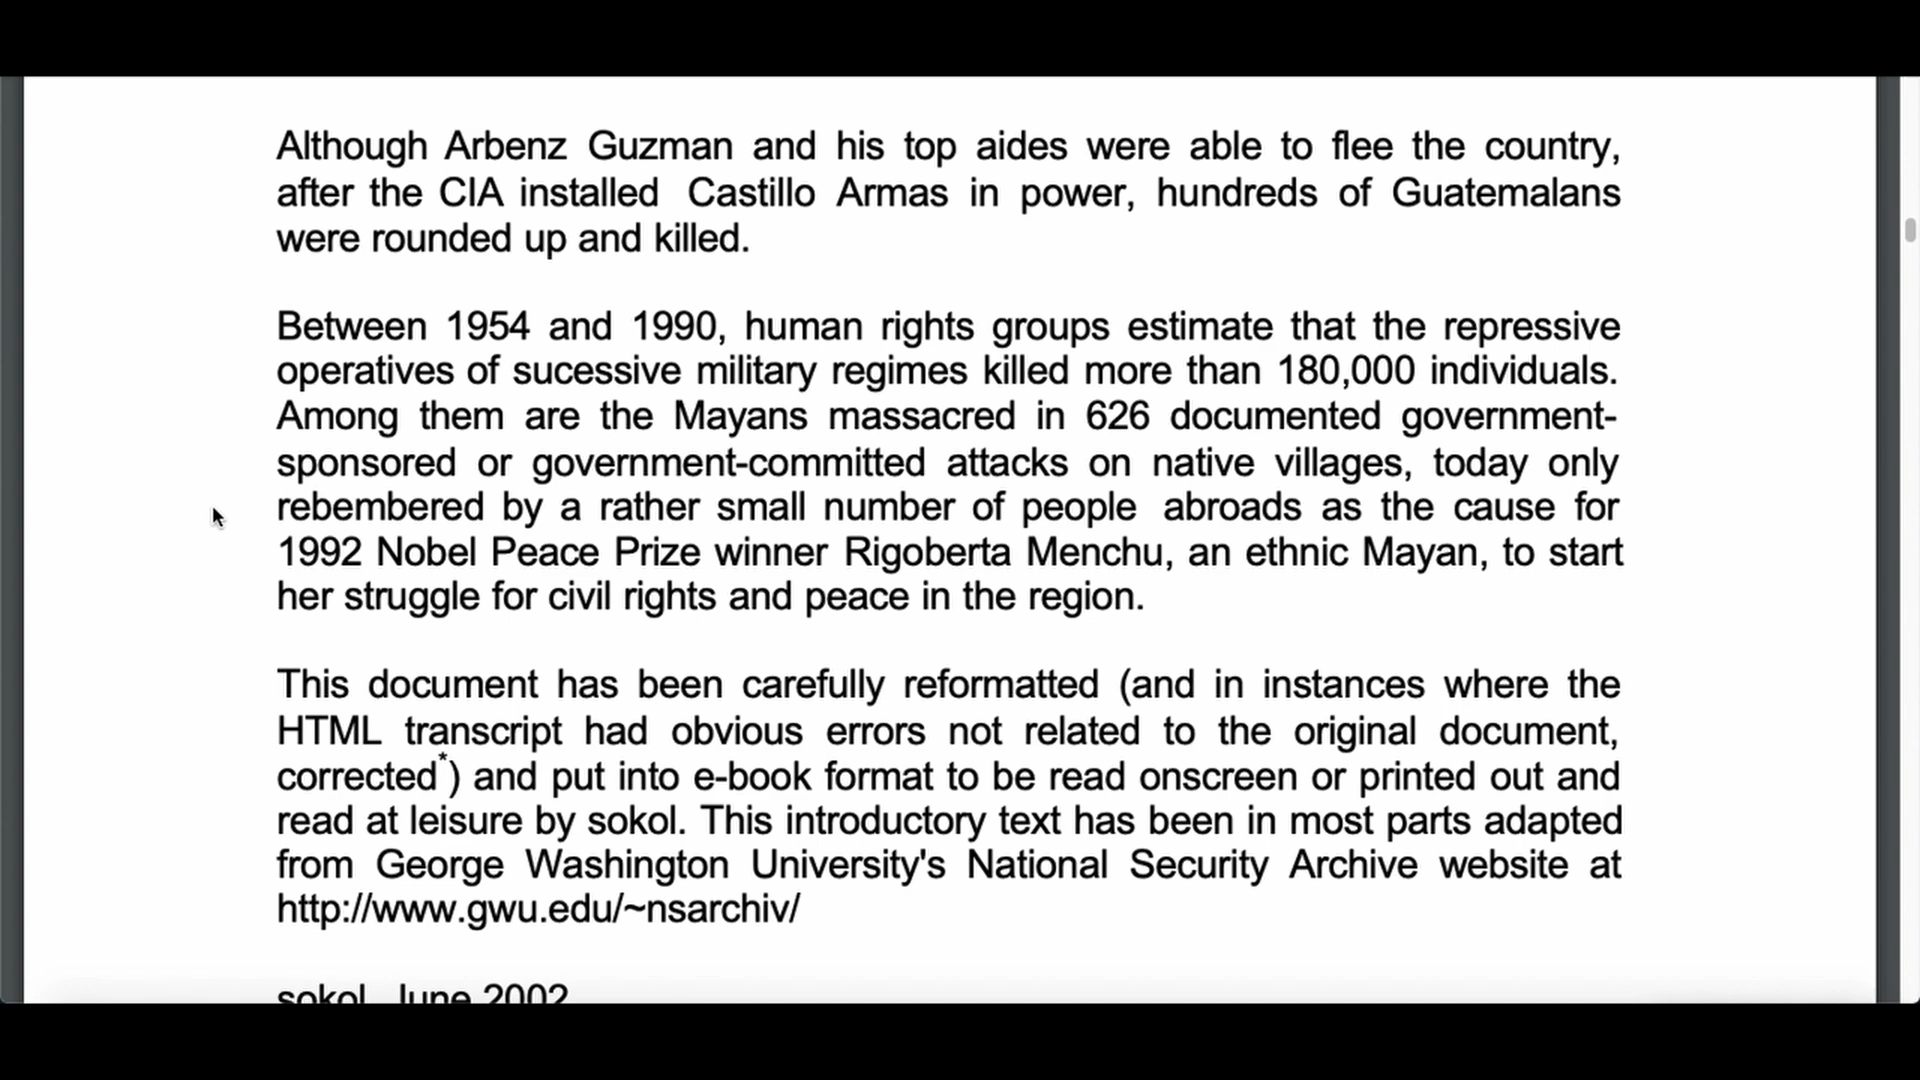 Although Arbenz Guzman and his top aides were able to flee the country,
after the CIA installed Castillo Armas in power, hundreds of Guatemalans
were rounded up and killed.
Between 1954 and 1990, human rights groups estimate that the repressive
operatives of sucessive military regimes killed more than 180,000 individuals.
Among them are the Mayans massacred in 626 documented government-
sponsored or government-committed attacks on native villages, today only
rebembered by a rather small number of people abroads as the cause for
1992 Nobel Peace Prize winner Rigoberta Menchu, an ethnic Mayan, to start
her struggle for civil rights and peace in the region.
This document has been carefully reformatted (and in instances where the
HTML transcript had obvious errors not related to the original document,
corrected*) and put into e-book format to be read onscreen or printed out and
read at leisure by sokol. This introductory text has been in most parts adapted
from George Washington University's National Security Archive website at
http://www.gwu.edu/~nsarchiv/
sokol, June 2002